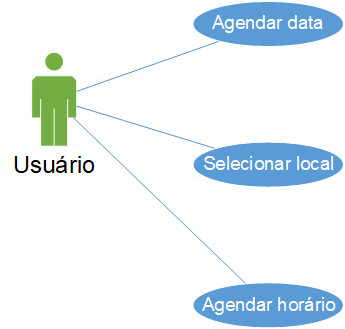 Agendar data
Usuário
Selecionar local
Agendar horário